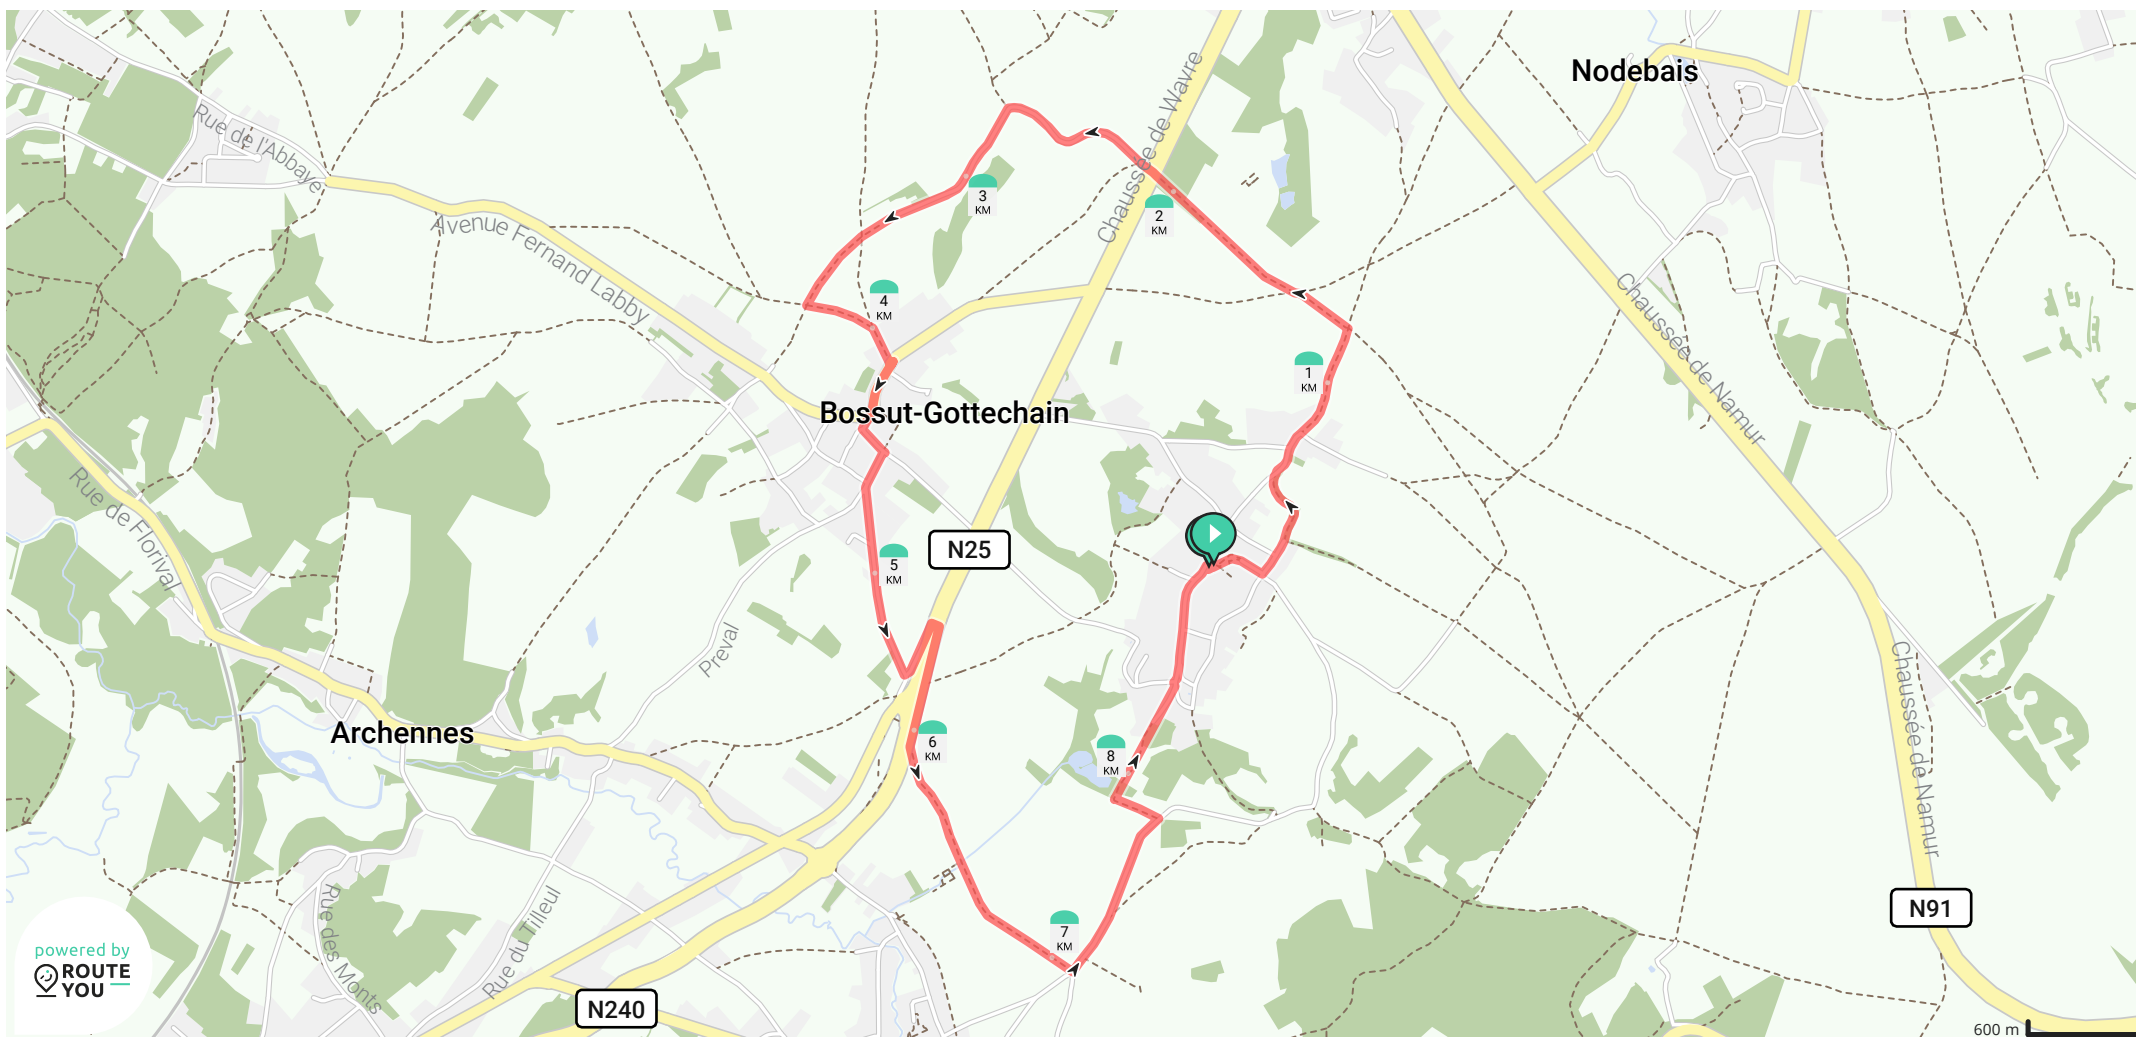 Nodebais
Chaussée de Wavre
Rue de l'Abbaye
Avenue Fernand Labby
3
KM
2
KM
4
KM
Chaussée de Namur
1
KM
Bossut-Gottechain
Rue de Florival
N25
5
KM
Preval
Chaussée de Namur
Archennes
6
KM
8
KM
Rue des Monts
Rue du Tilleul
7
KM
N91
powered by
ROUTE
YOU
N240
600 m